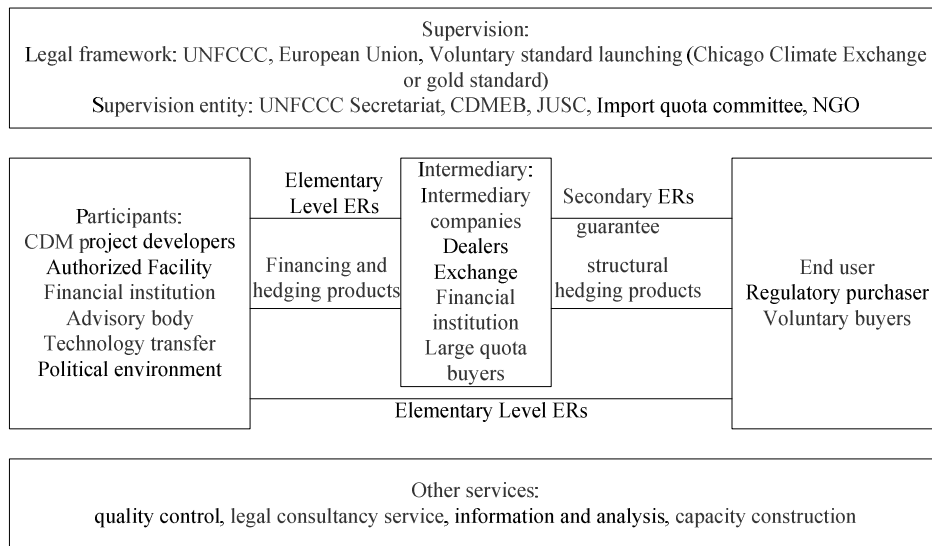 Supervision:
Legal framework: UNFCCC, European Union, Voluntary standard launching (Chicago Climate Exchange
or gold standard)
Supervision entity: UNFCCC Secretariat, CDMEB, JUSC, Import quota committee, NGO
Participants:
CDM project developers
Authorized Facility
Financial institution
Advisory body
Technology transfer
Political environment
Elementary
Level ERs
Financing and
hedging products
Intermediary:
Intermediary
companies
Dealers
Exchange
Financial
institution
Large quota
buyers
Secondary ERs
guarantee
structural
hedging products
End user
Regulatory purchaser
Voluntary buyers
Elementary Level ERs
Other services:
quality control, legal consultancy service, information and analysis, capacity construction